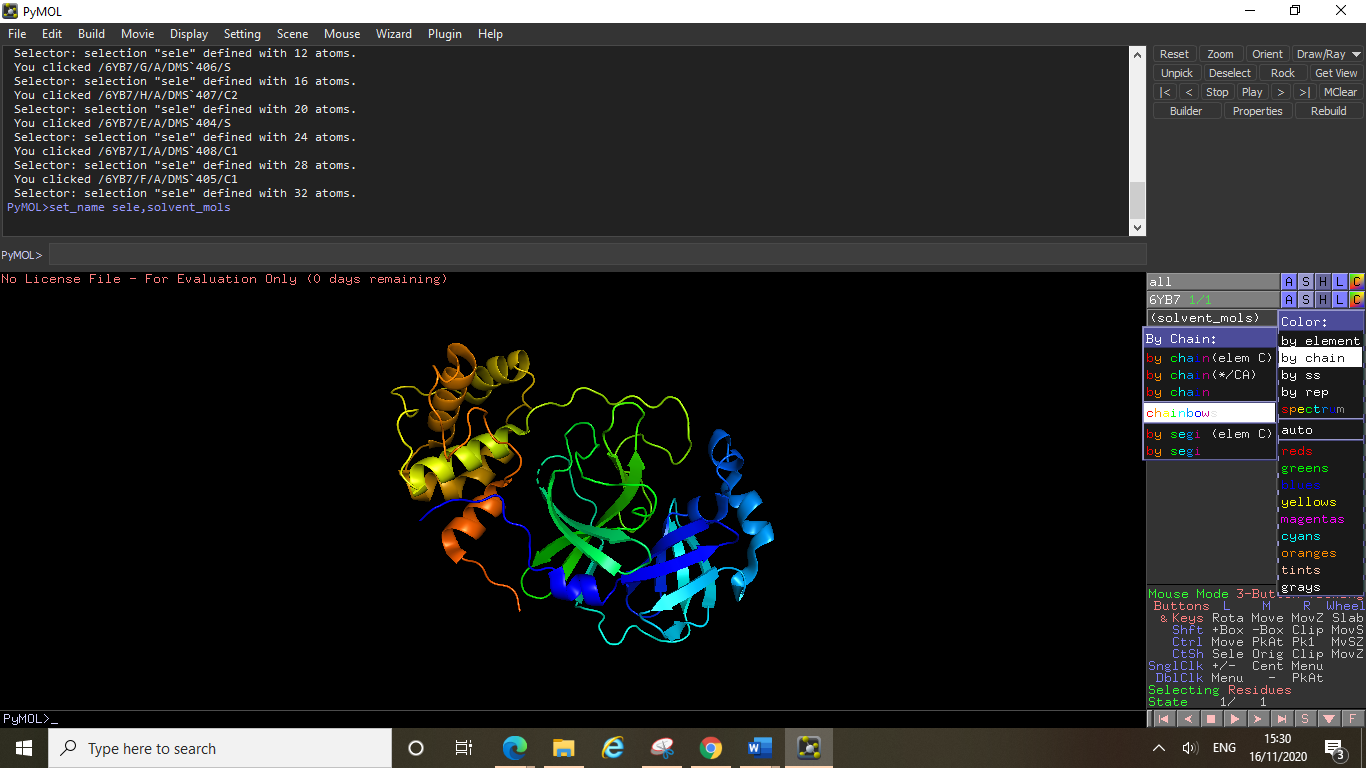 PyMOL
File Edit Build Movie Display Setting Scene Mouse Wizard Plugin Help
Selector: selection "sele" defined with 12 atoms.
You clicked /6YB7/G/A/DMS`406/S
Selector: selection "sele" defined with 16 atoms.
You clicked /6YB7/H/A/DMS`407/C2
Selector: selection "sele" defined with 20 atoms.
You clicked /6YB7/E/A/DMS`404/S
Selector: selection "sele" defined with 24 atoms.
You clicked /6YB7/I/A/DMS`408/C1
Selector: selection "sele" defined with 28 atoms.
You clicked /6YB7/F/A/DMS`405/C1
Selector: selection "sele" defined with 32 atoms.
PyMOL>set_name sele,solvent_mols
PyMOL>
Reset Zoom Orient Draw/Ray
Unpick Deselect Rock Get View
|< < Stop Play > >| MClear
Builder Properties Rebuild
No License File - For Evaluation Only (0 days remaining)
all A S H L C
6YB7 1/1 A S H L C
(solvent_mols)
By Chain:
by chain(elem C)
by chain(*/CA)
by chain
chainbows
by segi (elem C)
by segi
Color:
by element
by chain
by ss
by rep
spectrum
auto
reds
greens
blues
yellows
magentas
cyans
oranges
tints
grays
Mouse Mode 3-Button
Buttons L M R Wheel
& Keys Rota Move MovZ Slab
Shft +Box -Box Clip MovS
Ctrl Move PkAt Pk1 MvSZ
CtSh Sele Orig Clip MovZ
SnglClk +/- Cent Menu
DblClk Menu - PkAt
Selecting Residues
State 1/ 1
PyMOL>_
S F
Type here to search
ENG
15:30
16/11/2020
3